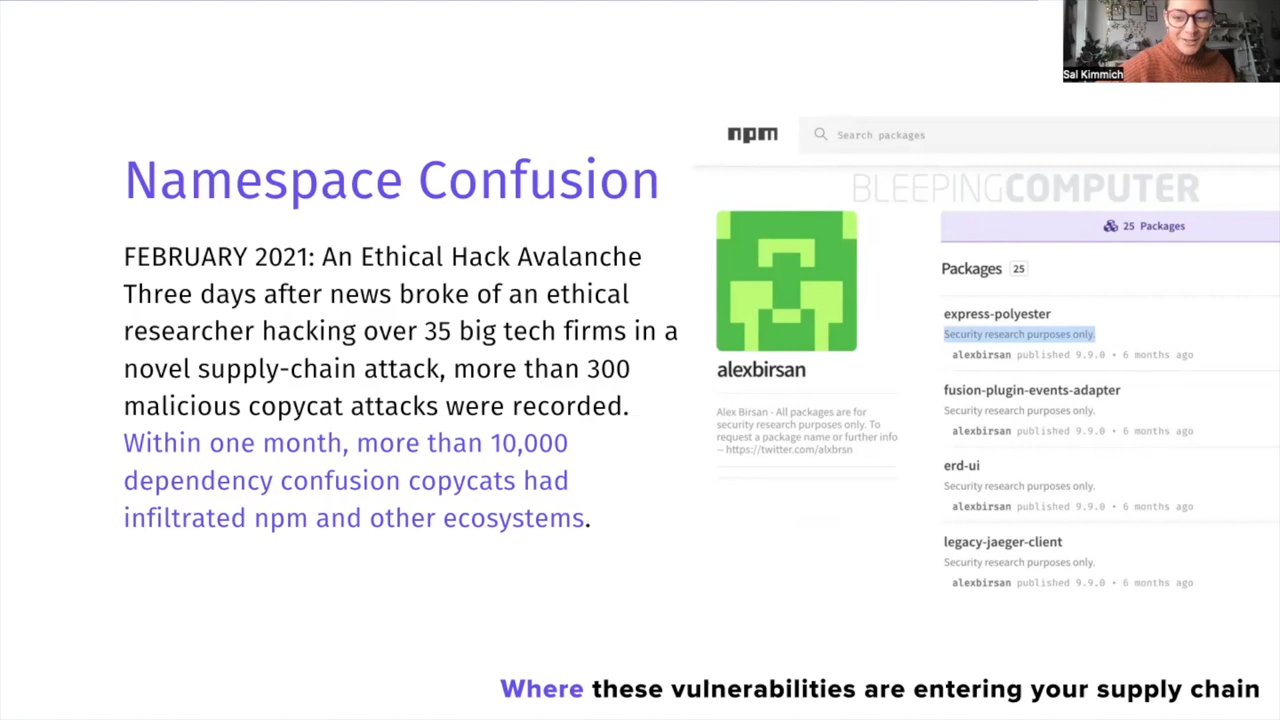 Sal Kimmich
Namespace Confusion
FEBRUARY 2021: An Ethical Hack Avalanche
Three days after news broke of an ethical
researcher hacking over 35 big tech firms in a
novel supply-chain attack, more than 300
malicious copycat attacks were recorded.
Within one month, more than 10,000
dependency confusion copycats had
infiltrated npm and other ecosystems.
npm
Search packages
BLEEPINGCOMPUTER
alexbirsan
Alex Birsan - All packages are for
security research purposes only. To
request a package name or further info
– https://twitter.com/alxbrsn
25 Packages
Packages 25
express-polyester
Security research purposes only.
alexbirsan published 9.9.0 • 6 months ago
fusion-plugin-events-adapter
Security research purposes only.
alexbirsan published 9.9.0 • 6 months ago
erd-ui
Security research purposes only.
alexbirsan published 9.9.0 • 6 months ago
legacy-jaeger-client
Security research purposes only.
alexbirsan published 9.9.0 • 6 months ago
Where these vulnerabilities are entering your supply chain